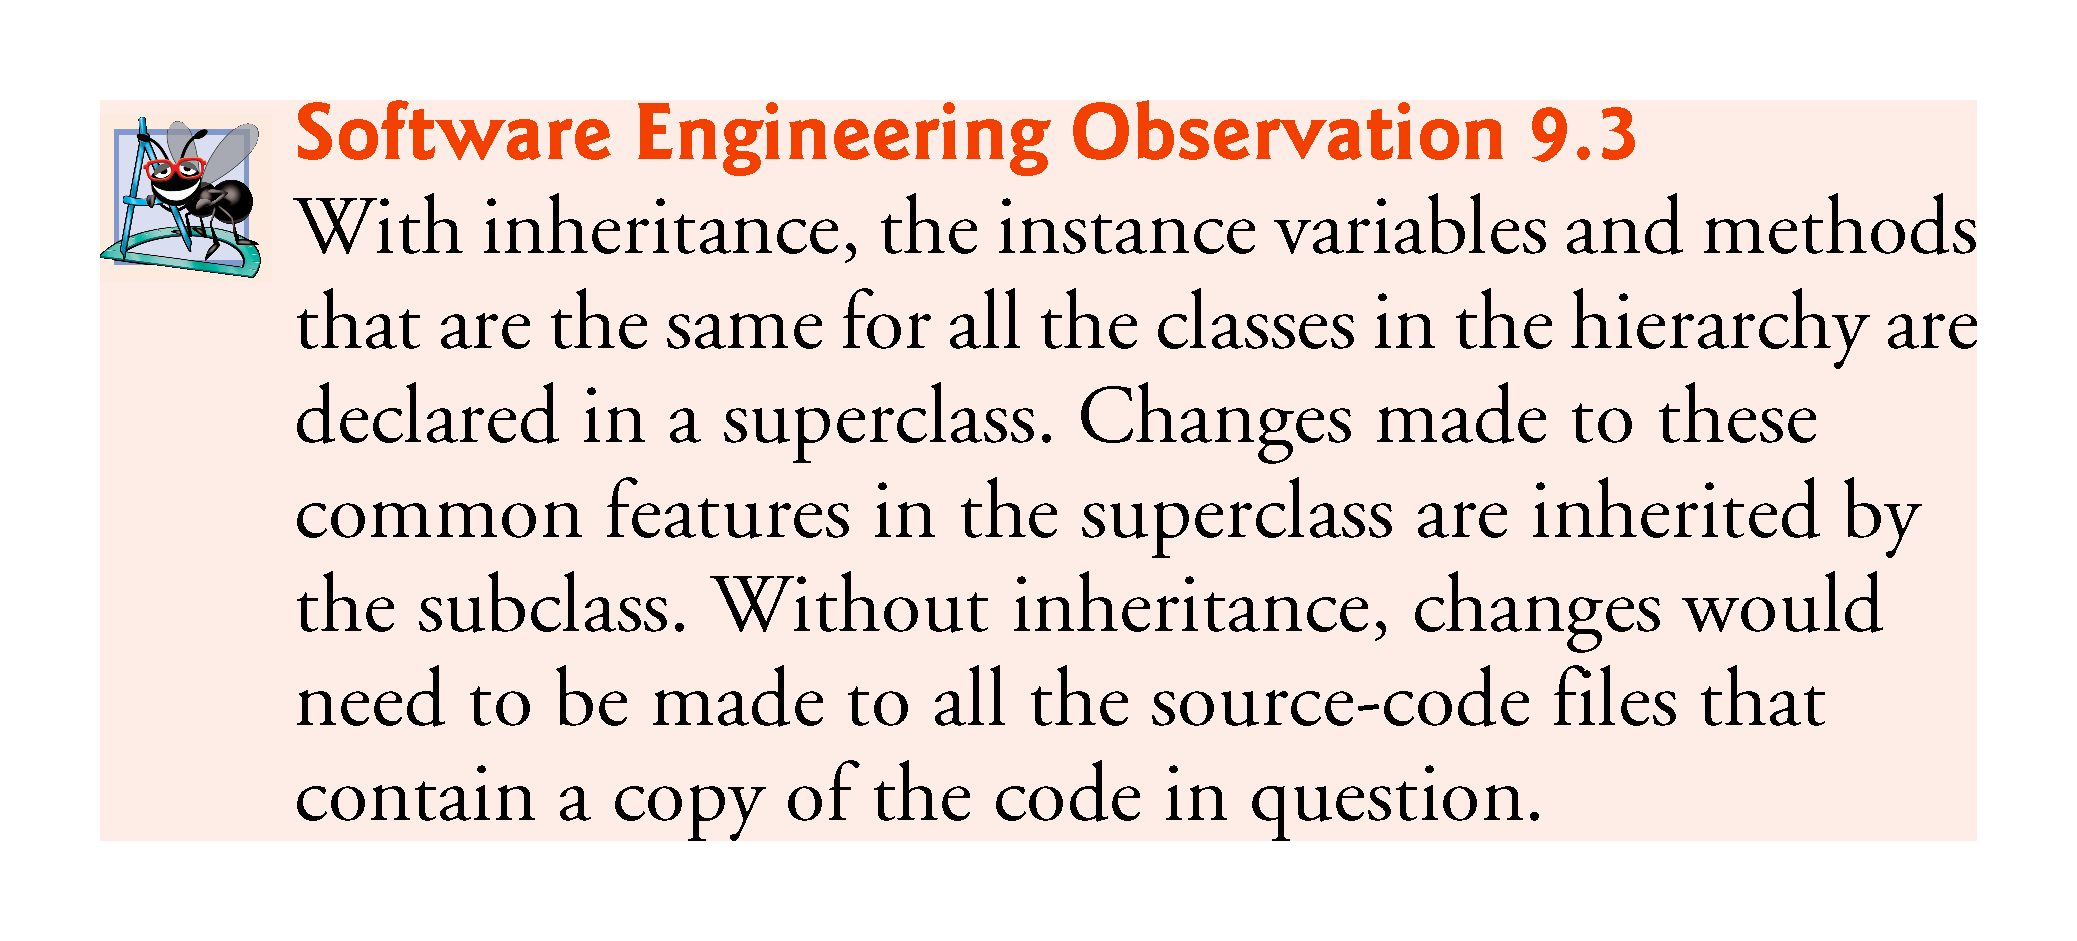 Software Engineering Observation 9.3
With inheritance, the instance variables and methods
that are the same for all the classes in the hierarchy are
declared in a superclass. Changes made to these
common features in the superclass are inherited by
the subclass. Without inheritance, changes would
need to be made to all the source-code files that
contain a copy of the code in question.